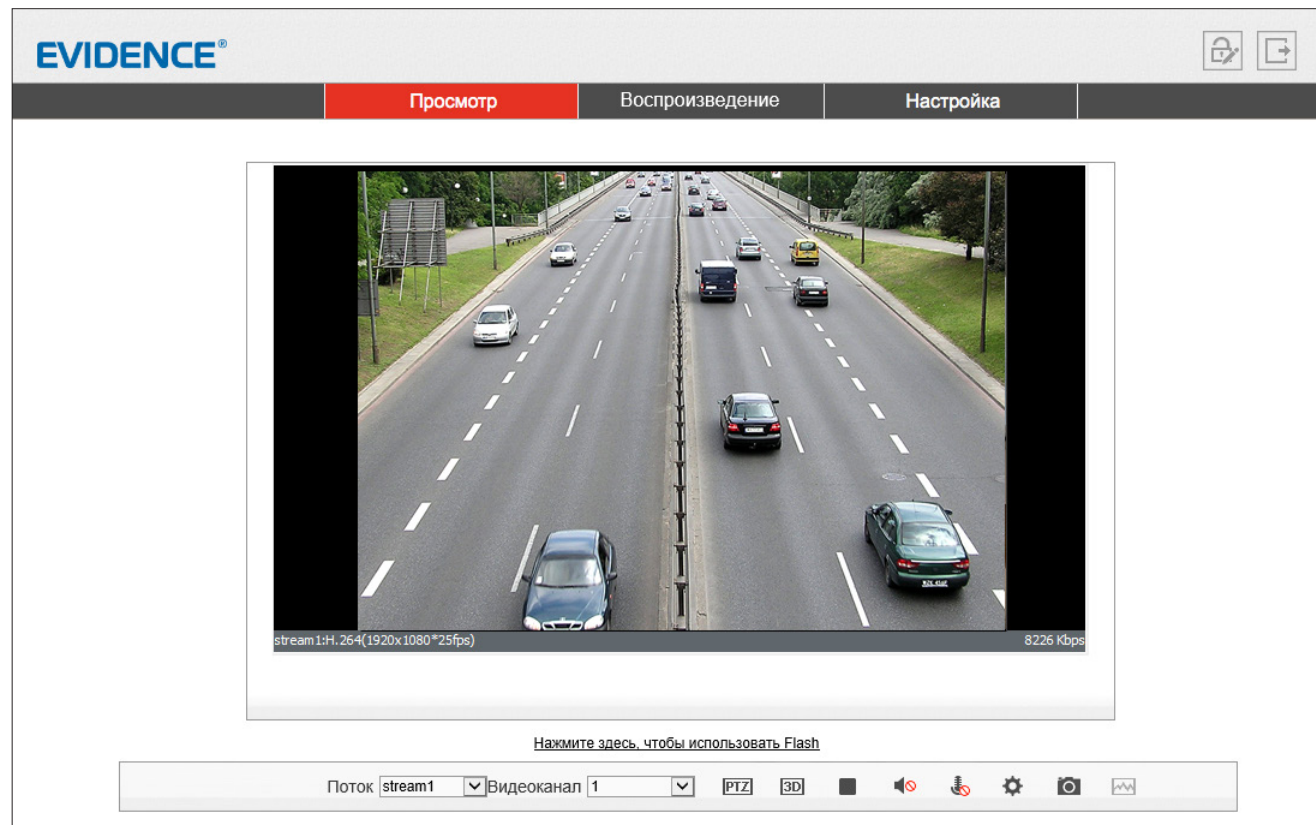 EVIDENCE®
Просмотр Воспроизведение Настройка
stream1:H.264(1920x1080*25fps) 8226 Kbps
Нажмите здесь, чтобы использовать Flash
Поток stream1 Видеоканал 1 PTZ 3D